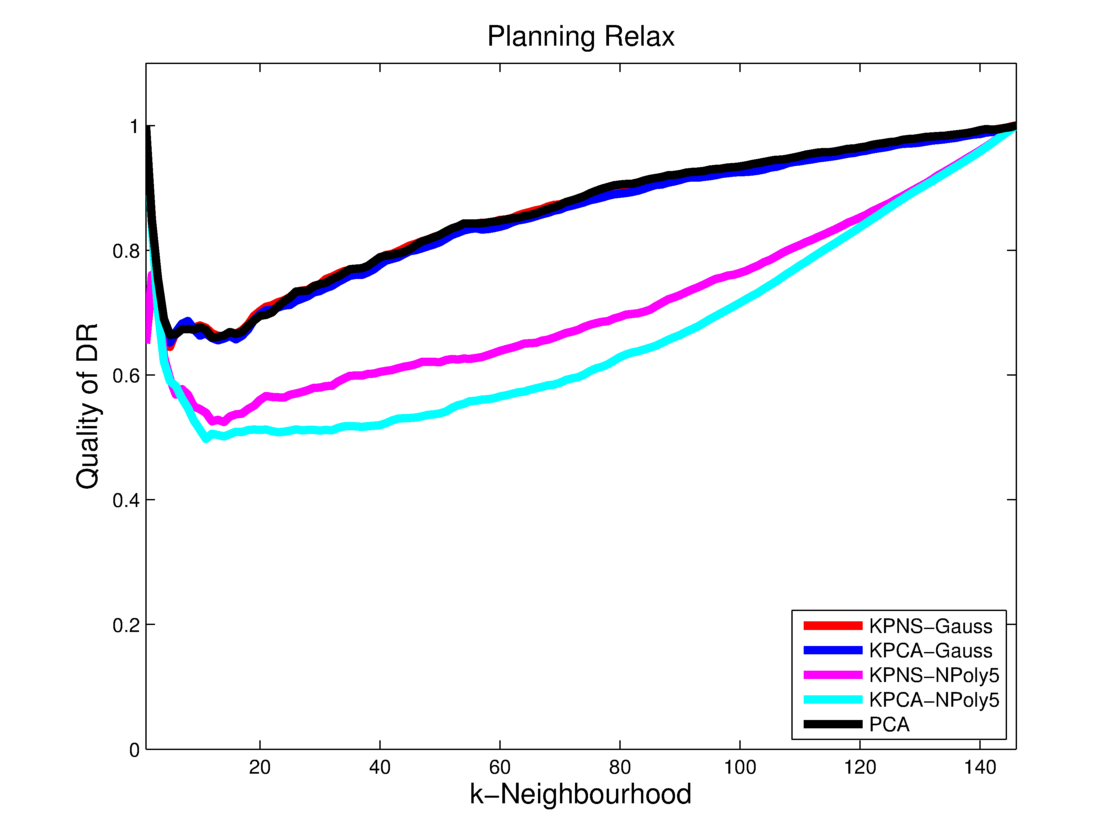 Planning Relax
Quality of DR
1
0.8
0.6
0.4
0.2
0
20 40 60 80 100 120 140
k−Neighbourhood
KPNS−Gauss
KPCA−Gauss
KPNS−NPoly5
KPCA−NPoly5
PCA